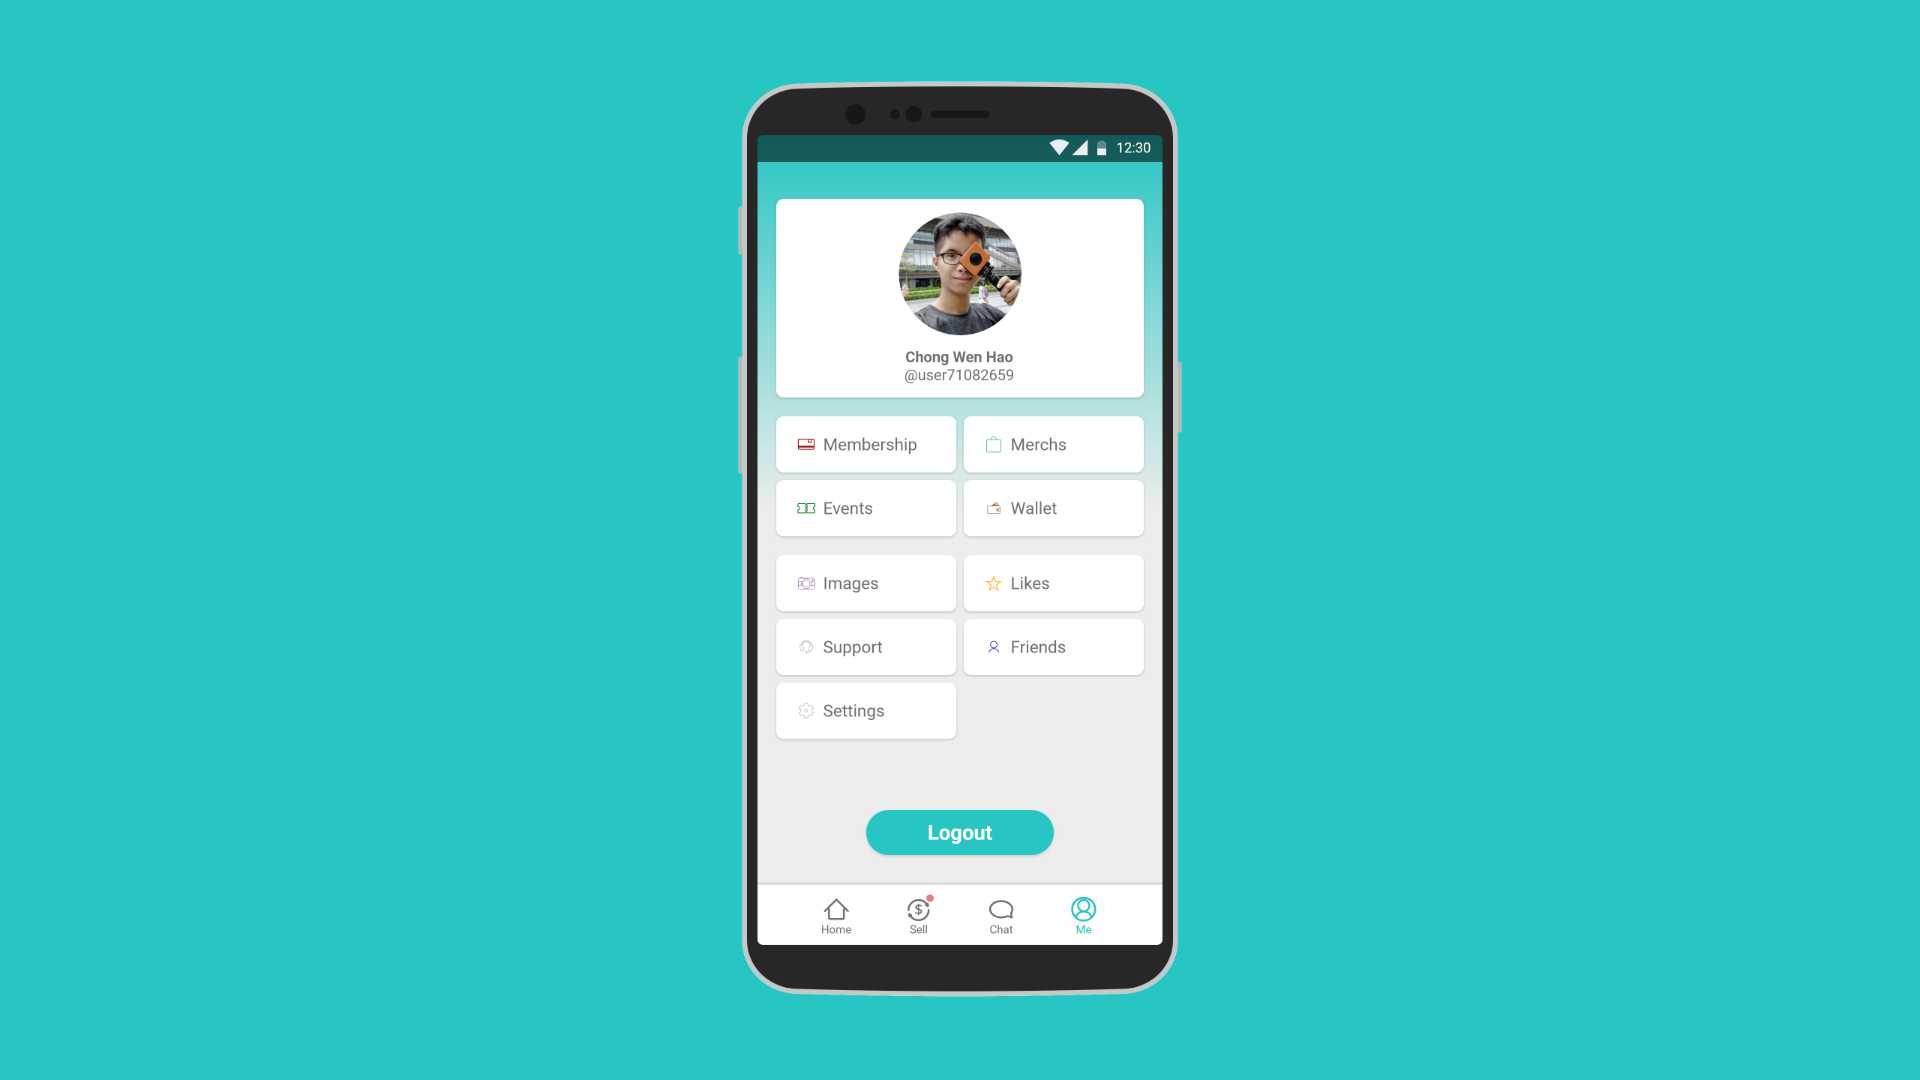 12:30
Chong Wen Hao
@user71082659
Membership
Merchs
Events
Wallet
Images
Likes
Support
Friends
Settings
Logout
Home
Sell
Chat
Me